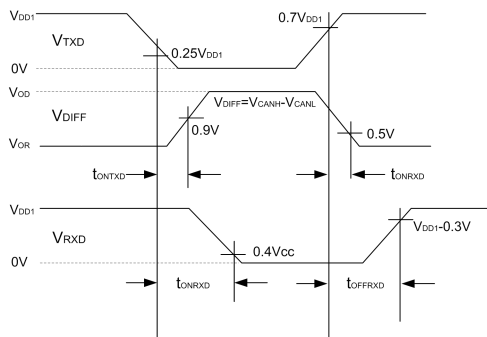 VDD1
VTXD
0.25VDD1
0.7VDD1
0V
VOD
VDIFF
VDIFF=VCANH-VCANL
0.9V
0.5V
VOR
tONTXD
tONRXD
VDD1
VRXD
VDD1-0.3V
0.4Vcc
0V
tONRXD
tOFFRXD